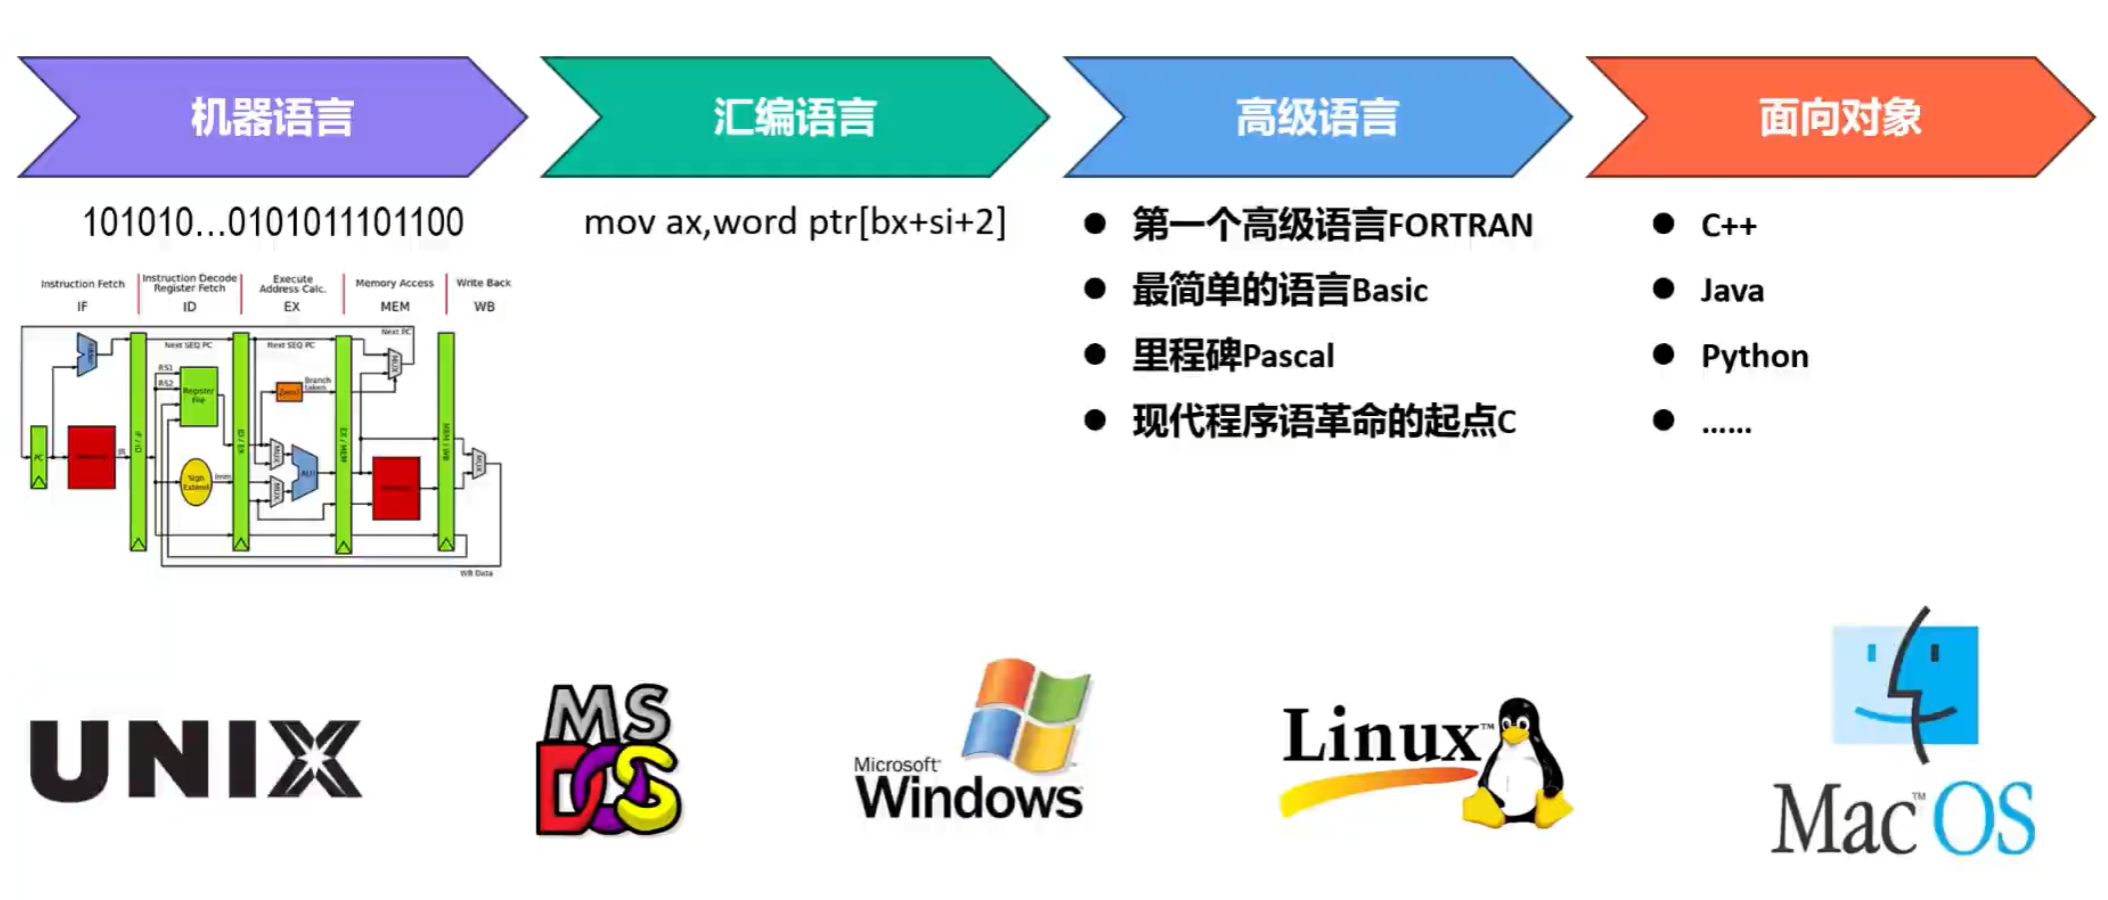 机器语言
汇编语言
高级语言
面向对象
101010...0101011101100
mov ax,word ptr[bx+si+2]
● 第一个高级语言FORTRAN
● 最简单的语言Basic
● 里程碑Pascal
● 现代程序语革命的起点C
● C++
● Java
● Python
● ......
Instruction Fetch
IF
Instruction Decode
Register Fetch
ID
Execute
Address Calc.
EX
Memory Access
MEM
Write Back
WB
Next PC
Next SEQ PC
Next SEQ PC
RS1
RS2
Register
File
Branch
taken
Zero?
MUX
PC
IR
IF / ID
ID / EX
EX / MEM
MEM / WB
MUX
MUX
MUX
ALU
Sign
Extend
Imm
WB Data
UNIX
MS
DOS
Microsoft
Windows
Linux™
Mac™ OS